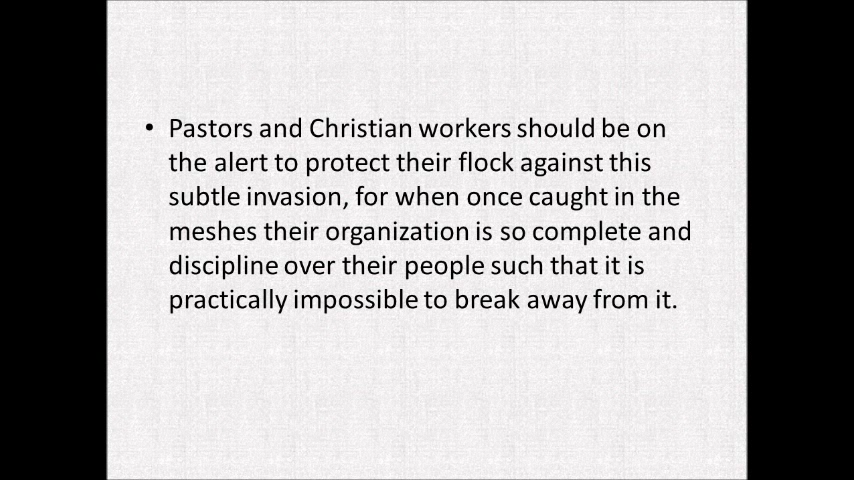 • Pastors and Christian workers should be on
the alert to protect their flock against this
subtle invasion, for when once caught in the
meshes their organization is so complete and
discipline over their people such that it is
practically impossible to break away from it.